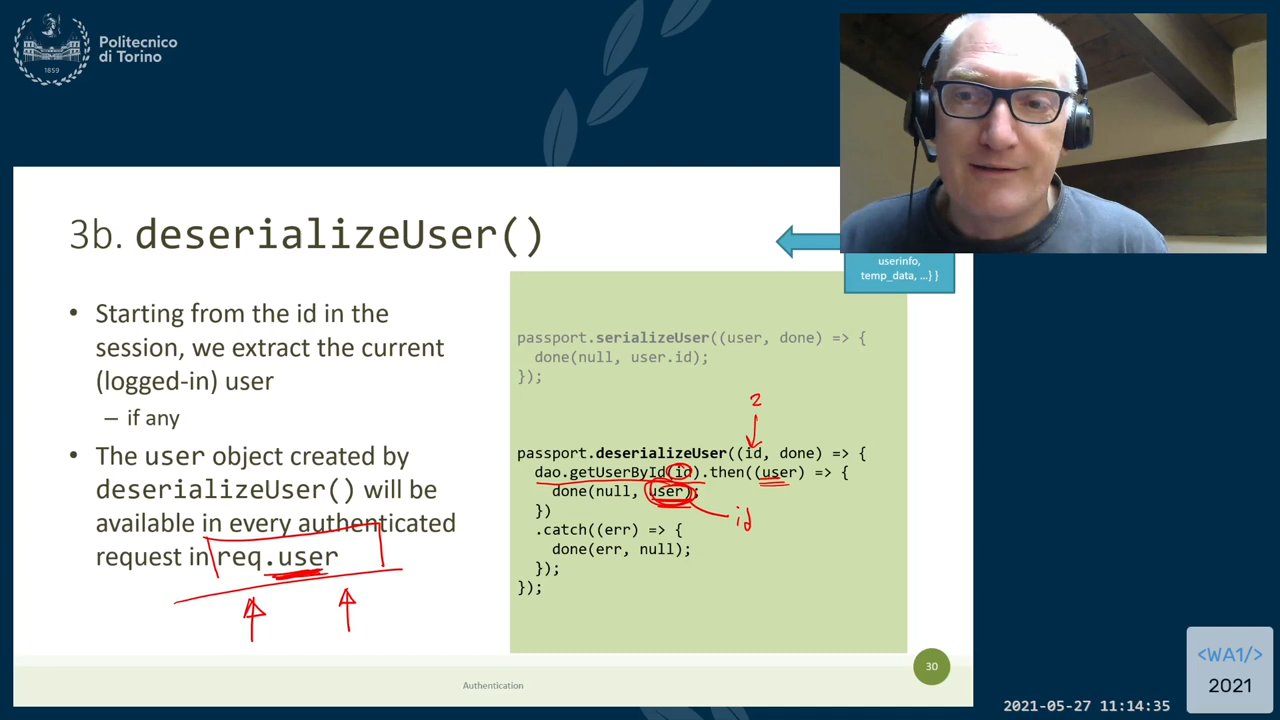 Politecnico
di Torino
1859
3b. deserializeUser()
userinfo,
temp_data, ...} }
• Starting from the id in the
session, we extract the current
(logged-in) user
– if any
• The user object created by
deserializeUser() will be
available in every authenticated
request in req.user
passport.serializeUser((user, done) => {
done(null, user.id);
});
2
passport.deserializeUser((id, done) => {
dao.getUserById(id).then((user) => {
done(null, user);
id
})
.catch((err) => {
done(err, null);
});
});
30
Authentication
<WA1/>
2021
2021-05-27 11:14:35